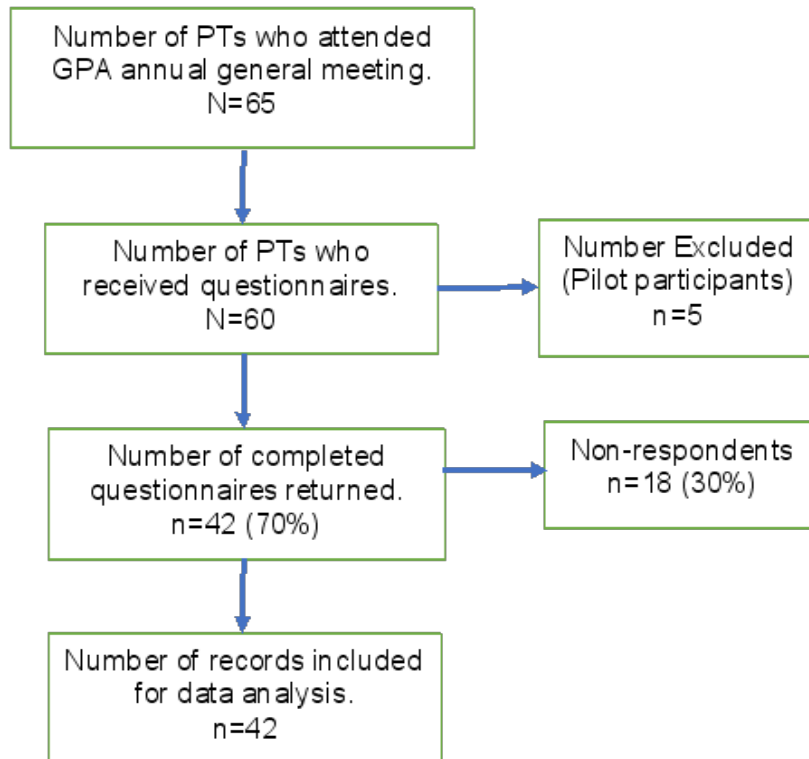 Number of PTs who attended
GPA annual general meeting.
N=65
Number of PTs who
received questionnaires.
N=60
Number Excluded
(Pilot participants)
n=5
Number of completed
questionnaires returned.
n=42 (70%)
Non-respondents
n=18 (30%)
Number of records included
for data analysis.
n=42